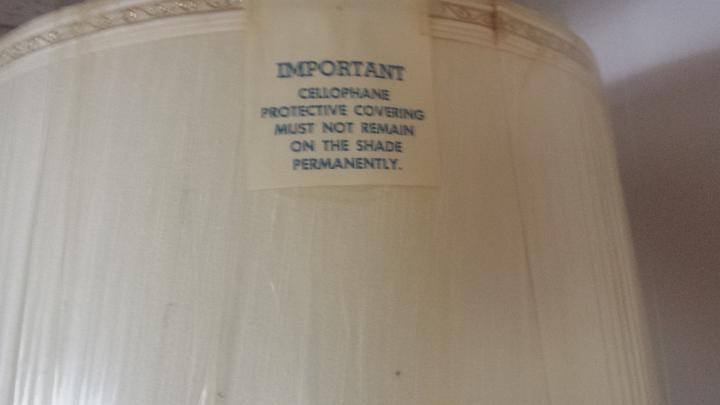 IMPORTANT
CELLOPHANE
PROTECTIVE COVERING
MUST NOT REMAIN
ON THE SHADE
PERMANENTLY.